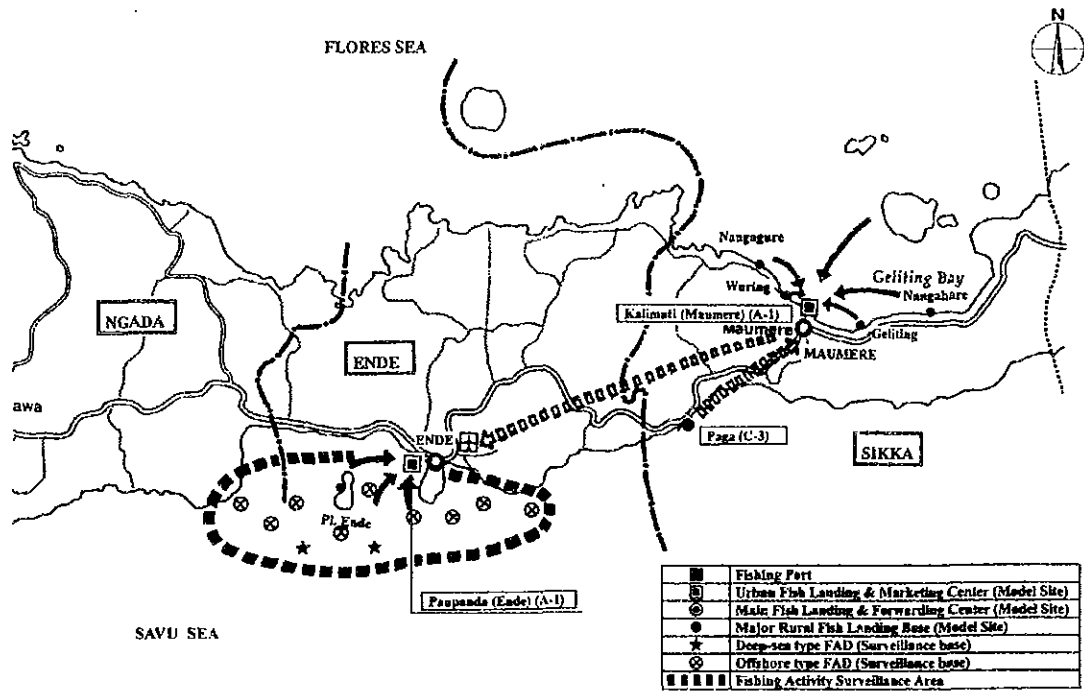 N
FLORES SEA
Nangagure
Wuring
Geliting Bay
Nangahare
NGADA
Kalimati (Maumere) (A-1)
Maumere
Geliting
MAUMERE
ENDE
awa
ENDE
Paga (C-3)
SIKKA
Pl. Ende
Paupanda (Ende) (A-1)
SAVU SEA
Fishing Port
Urban Fish Landing & Marketing Center (Model Site)
Main Fish Landing & Forwarding Center (Model Site)
Major Rural Fish Landing Base (Model Site)
Deep-sea type FAD (Surveillance base)
Offshore type FAD (Surveillance base)
Fishing Activity Surveillance Area